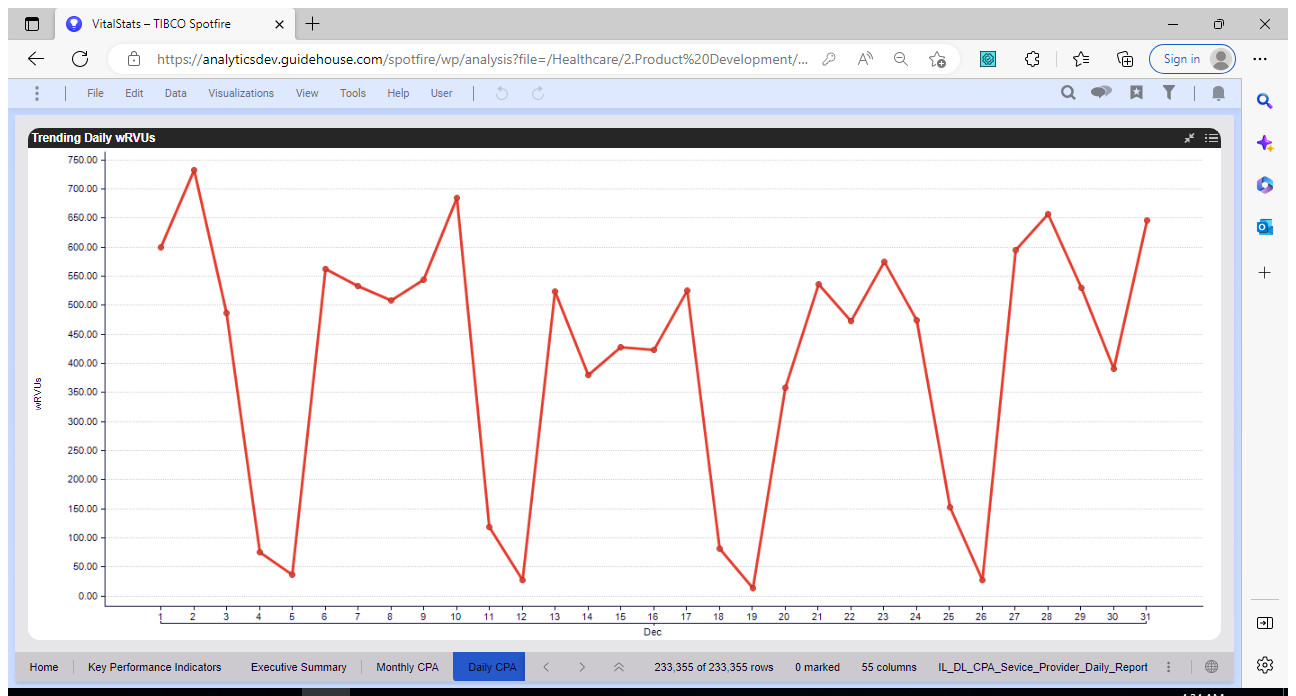 VitalStats – TIBCO Spotfire
https://analyticsdev.guidehouse.com/spotfire/wp/analysis?file=/Healthcare/2.Product%20Development/...
Sign in
File Edit Data Visualizations View Tools Help User
Trending Daily wRVUs
760.00
700.00
650.00
600.00
550.00
500.00
450.00
400.00
350.00
300.00
250.00
200.00
150.00
100.00
50.00
0.00
wRVUs
1 2 3 4 5 6 7 8 9 10 11 12 13 14 15 16 17 18 19 20 21 22 23 24 25 26 27 28 29 30 31
Dec
Home Key Performance Indicators Executive Summary Monthly CPA Daily CPA 233,355 of 233,355 rows 0 marked 55 columns IL_DL_CPA_Sevice_Provider_Daily_Report